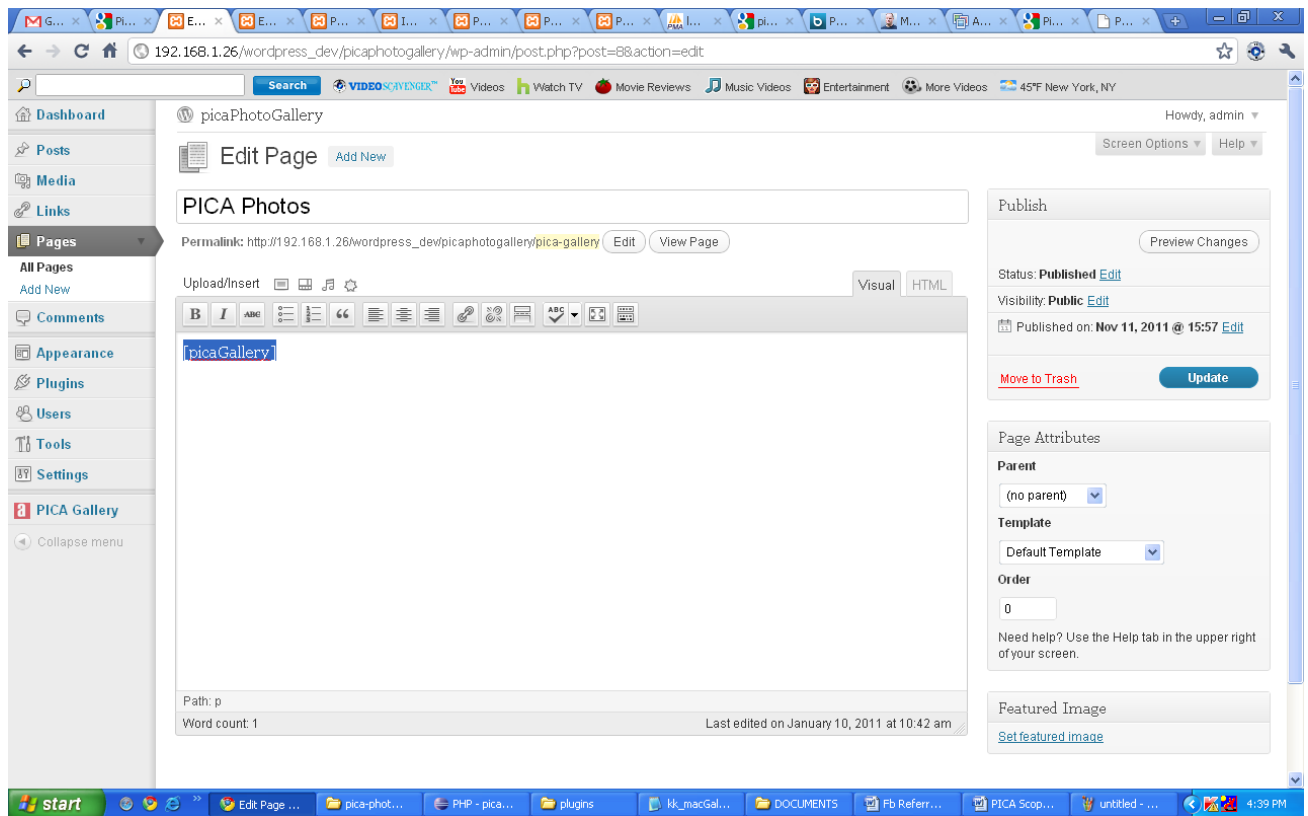 G... Pi... E... E... P... I... P... P... P... l... pi... P... M... A... Pi... P...
192.168.1.26/wordpress_dev/picaphotogallery/wp-admin/post.php?post=8&action=edit
Search VIDEOSCAVENGER™ Videos Watch TV Movie Reviews Music Videos Entertainment More Videos 45°F New York, NY
Dashboard
Posts
Media
Links
Pages
All Pages
Add New
Comments
Appearance
Plugins
Users
Tools
Settings
PICA Gallery
Collapse menu
picaPhotoGallery
Howdy, admin
Edit Page Add New
Screen Options Help
PICA Photos
Permalink: http://192.168.1.26/wordpress_dev/picaphotogallery/pica-gallery Edit View Page
Upload/Insert
Visual HTML
B I ABC ABC
[picaGallery]
Path: p
Word count: 1
Last edited on January 10, 2011 at 10:42 am
Publish
Preview Changes
Status: Published Edit
Visibility: Public Edit
Published on: Nov 11, 2011 @ 15:57 Edit
Move to Trash
Update
Page Attributes
Parent
(no parent)
Template
Default Template
Order
0
Need help? Use the Help tab in the upper right
of your screen.
Featured Image
Set featured image
start Edit Page ... pica-phot... PHP - pica... plugins kk_macGal... DOCUMENTS Fb Referr... PICA Scop... untitled - ... 4:39 PM